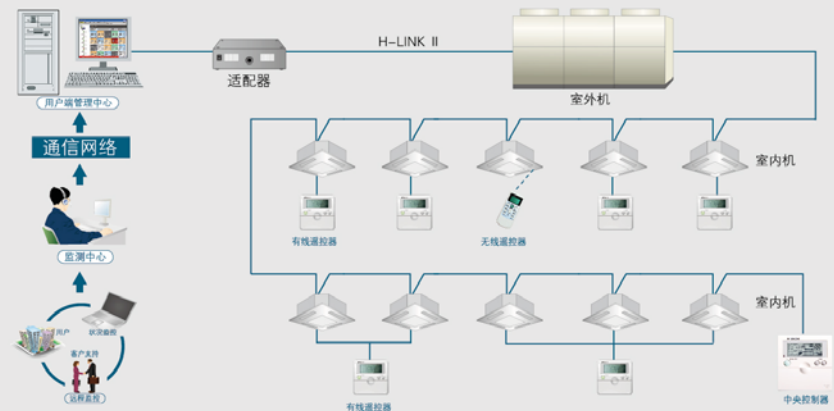 H-LINK II
适配器
室外机
用户端管理中心
通信网络
室内机
有线遥控器
无线遥控器
监测中心
室内机
用户
状况监控
客户支持
远程监控
有线遥控器
中央控制器